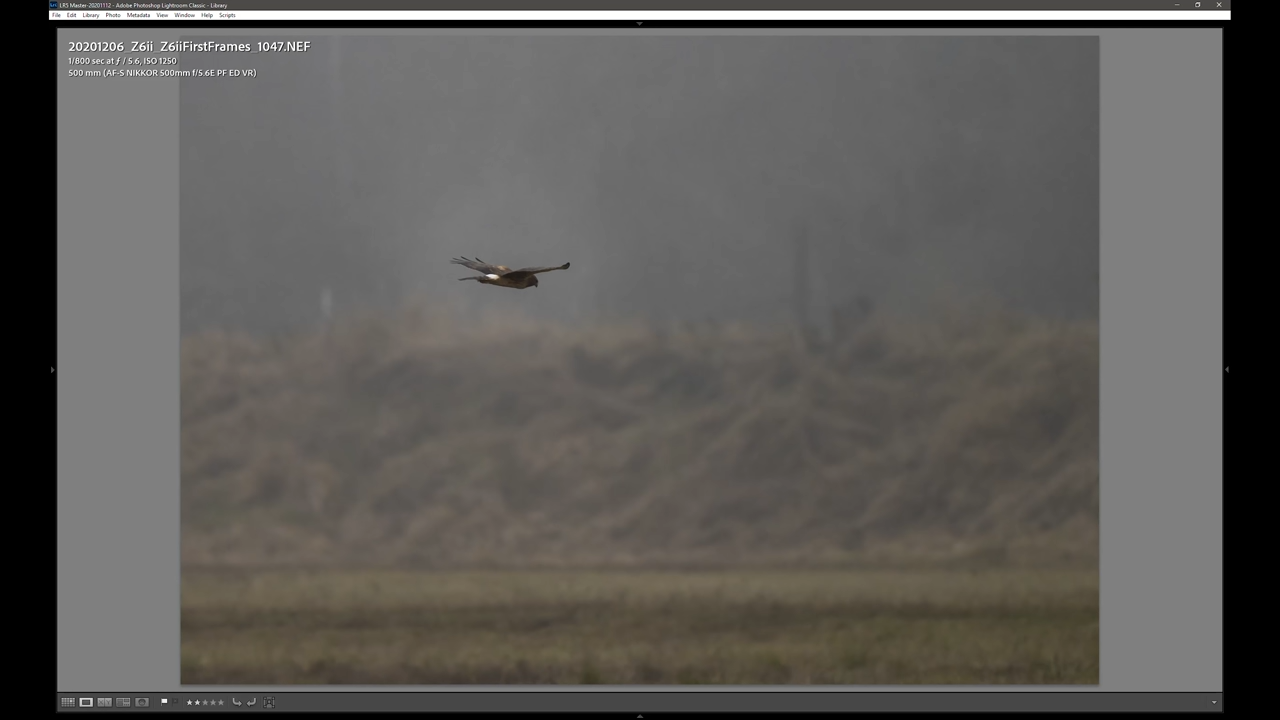 LRS Master-20201112 - Adobe Photoshop Lightroom Classic - Library
File Edit Library Photo Metadata View Window Help Scripts
20201206_Z6ii_Z6iiFirstFrames_1047.NEF
1/800 sec at ƒ / 5.6, ISO 1250
500 mm (AF-S NIKKOR 500mm f/5.6E PF ED VR)